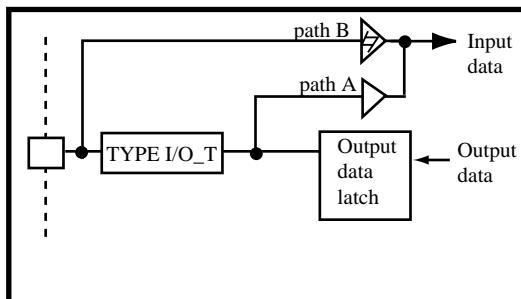 path B
Input
data
path A
TYPE I/O_T
Output
data
latch
Output
data